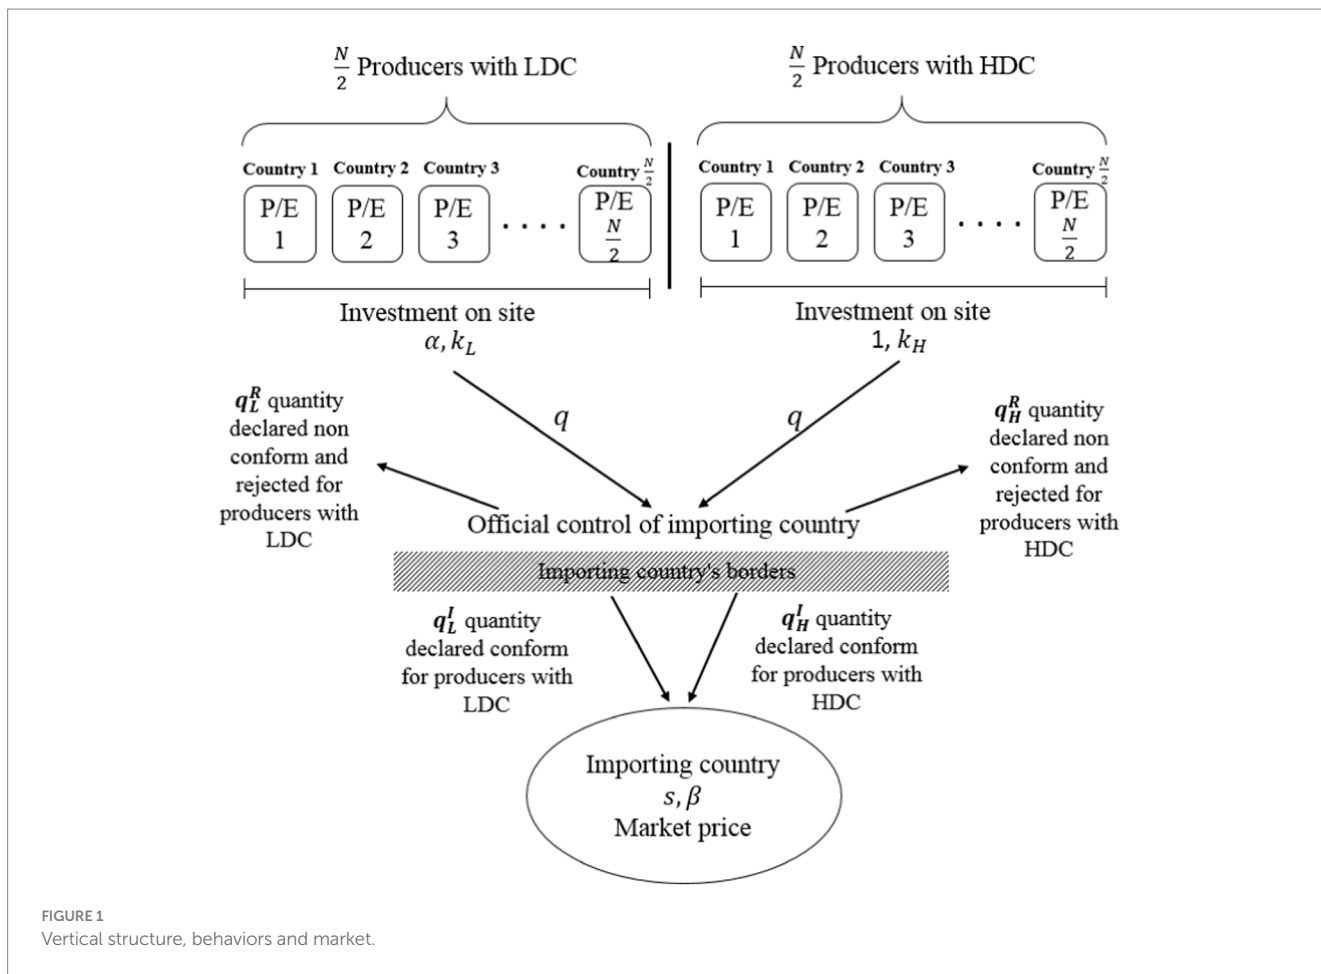 N/2 Producers with LDC
N/2 Producers with HDC
Country 1 Country 2 Country 3 Country N/2
Country 1 Country 2 Country 3 Country N/2
P/E
1
P/E
2
P/E
3
. . . .
P/E
N/2
P/E
1
P/E
2
P/E
3
. . . .
P/E
N/2
Investment on site
α, k_L
Investment on site
1, k_H
q
q
q_L^R quantity
declared non
conform and
rejected for
producers with
LDC
q_H^R quantity
declared non
conform and
rejected for
producers with
HDC
Official control of importing country
Importing country's borders
q_L^I quantity
declared conform
for producers with
LDC
q_H^I quantity
declared conform
for producers with
HDC
Importing country
s, β
Market price
FIGURE 1
Vertical structure, behaviors and market.